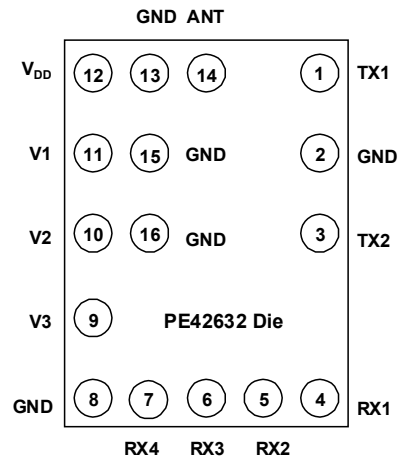 GND ANT
V_DD 12 13 14 1 TX1
V1 11 15 GND 2 GND
V2 10 16 GND 3 TX2
V3 9 PE42632 Die
GND 8 7 6 5 4 RX1
RX4 RX3 RX2